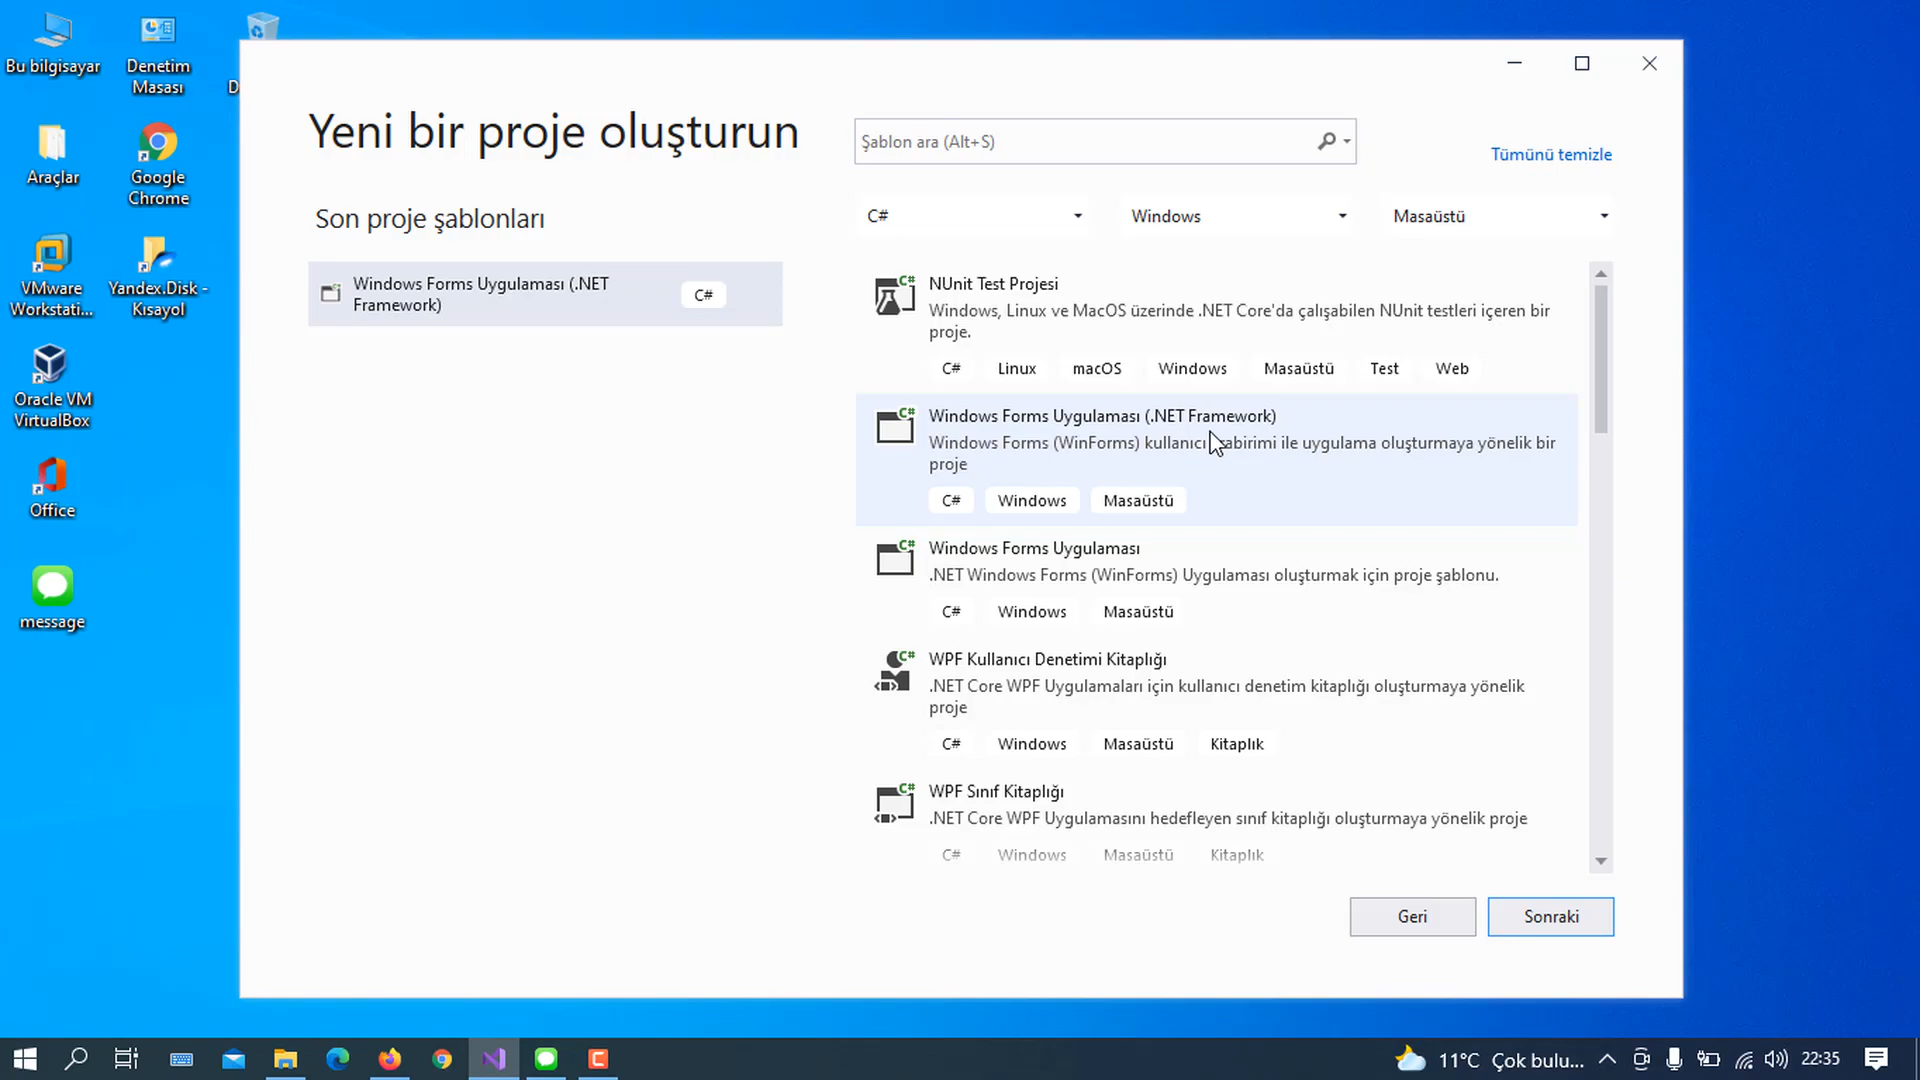 Bu bilgisayar
Denetim
Masası
D
Araçlar
Google
Chrome
VMware
Workstati...
Yandex.Disk -
Kısayol
Oracle VM
VirtualBox
Office
message
Yeni bir proje oluşturun
Şablon ara (Alt+S)
Tümünü temizle
Son proje şablonları
C#
Windows
Masaüstü
Windows Forms Uygulaması (.NET
Framework)
C#
NUnit Test Projesi
Windows, Linux ve MacOS üzerinde .NET Core'da çalışabilen NUnit testleri içeren bir
proje.
C# Linux macOS Windows Masaüstü Test Web
Windows Forms Uygulaması (.NET Framework)
Windows Forms (WinForms) kullanıcı abirimi ile uygulama oluşturmaya yönelik bir
proje
C# Windows Masaüstü
Windows Forms Uygulaması
.NET Windows Forms (WinForms) Uygulaması oluşturmak için proje şablonu.
C# Windows Masaüstü
WPF Kullanıcı Denetimi Kitaplığı
.NET Core WPF Uygulamaları için kullanıcı denetim kitaplığı oluşturmaya yönelik
proje
C# Windows Masaüstü Kitaplık
WPF Sınıf Kitaplığı
.NET Core WPF Uygulamasını hedefleyen sınıf kitaplığı oluşturmaya yönelik proje
C# Windows Masaüstü Kitaplık
Geri
Sonraki
11°C Çok bulu...
22:35